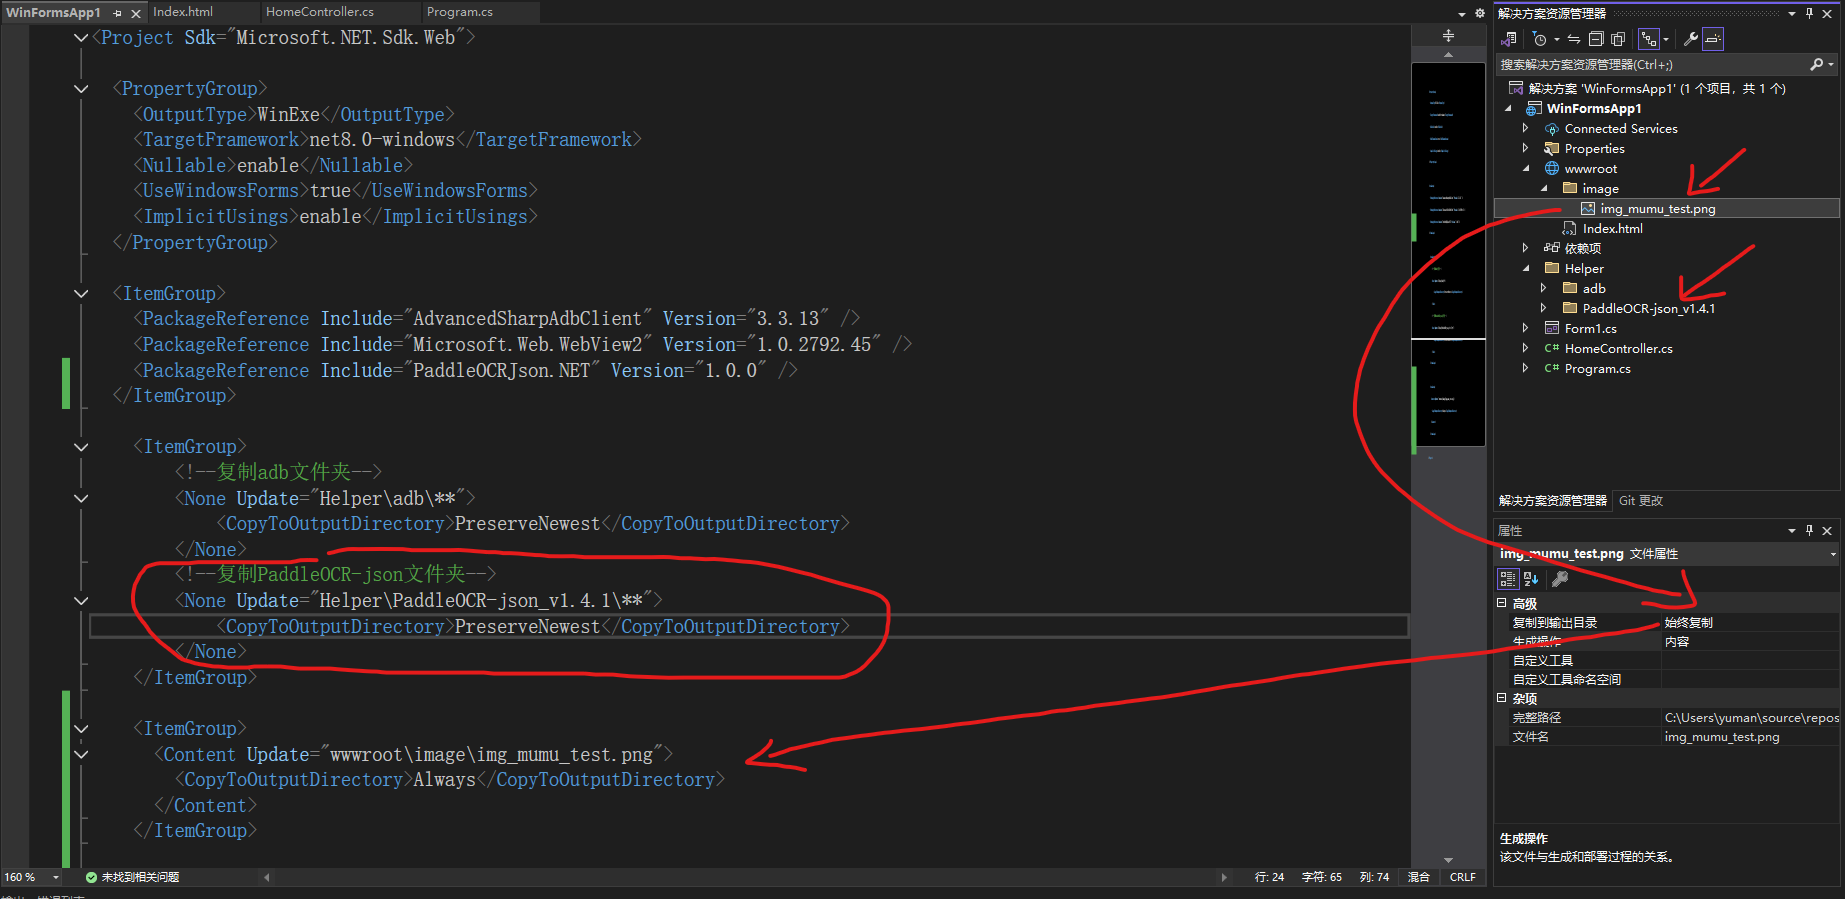 WinFormsApp1
Index.html
HomeController.cs
Program.cs
<Project Sdk="Microsoft.NET.Sdk.Web">
<PropertyGroup>
<OutputType>WinExe</OutputType>
<TargetFramework>net8.0-windows</TargetFramework>
<Nullable>enable</Nullable>
<UseWindowsForms>true</UseWindowsForms>
<ImplicitUsings>enable</ImplicitUsings>
</PropertyGroup>
<ItemGroup>
<PackageReference Include="AdvancedSharpAdbClient" Version="3.3.13" />
<PackageReference Include="Microsoft.Web.WebView2" Version="1.0.2792.45" />
<PackageReference Include="PaddleOCRJson.NET" Version="1.0.0" />
</ItemGroup>
<ItemGroup>
<!--复制adb文件夹-->
<None Update="Helper\adb\**">
<CopyToOutputDirectory>PreserveNewest</CopyToOutputDirectory>
</None>
<!--复制PaddleOCR-json文件夹-->
<None Update="Helper\PaddleOCR-json_v1.4.1\**">
<CopyToOutputDirectory>PreserveNewest</CopyToOutputDirectory>
</None>
</ItemGroup>
<ItemGroup>
<Content Update="wwwroot\image\img_mumu_test.png">
<CopyToOutputDirectory>Always</CopyToOutputDirectory>
</Content>
</ItemGroup>
160 %
未找到相关问题
行: 24
字符: 65
列: 74
混合
CRLF
解决方案资源管理器
搜索解决方案资源管理器(Ctrl+;)
解决方案 'WinFormsApp1' (1 个项目，共 1 个)
WinFormsApp1
Connected Services
Properties
wwwroot
image
img_mumu_test.png
Index.html
依赖项
Helper
adb
PaddleOCR-json_v1.4.1
Form1.cs
C# HomeController.cs
C# Program.cs
解决方案资源管理器
Git 更改
属性
img_mumu_test.png 文件属性
高级
复制到输出目录 始终复制
生成操作 内容
自定义工具
自定义工具命名空间
杂项
完整路径 C:\Users\yuman\source\repos
文件名 img_mumu_test.png
生成操作
该文件与生成和部署过程的关系。